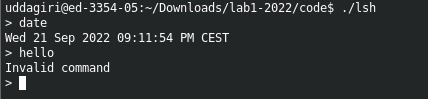 uddagiri@ed-3354-05:~/Downloads/lab1-2022/code$ ./lsh
> date
Wed 21 Sep 2022 09:11:54 PM CEST
> hello
Invalid command
>